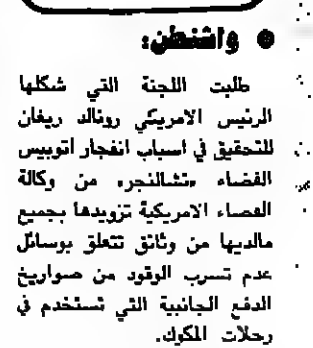 ● واشنطن:
طلبت اللجنة التي شكلها
الرئيس الامريكي رونالد ريغان
للتحقيق في اسباب انفجار اتوبيس
الفضاء «تشالنجر» من وكالة
الفضاء الامريكية تزويدها بجميع
مالديها من وثائق تتعلق بوسائل
عدم تسرب الوقود من صواريخ
الدفع الجانبية التي تستخدم في
رحلات المكوك.